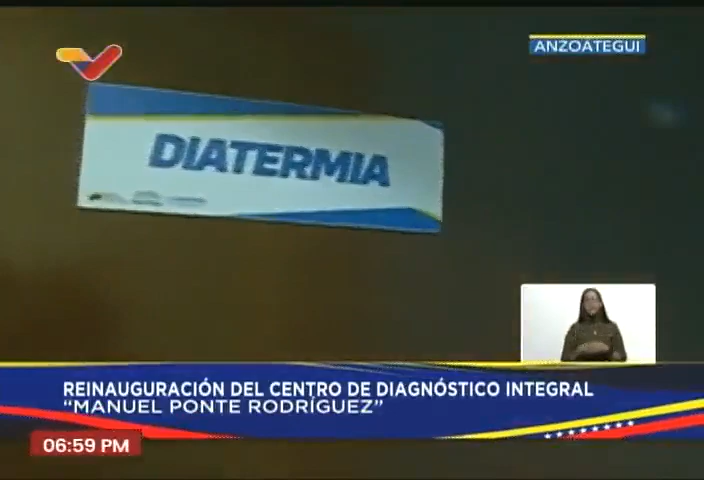 ANZOATEGUI
DIATERMIA
REINAUGURACIÓN DEL CENTRO DE DIAGNÓSTICO INTEGRAL
“MANUEL PONTE RODRÍGUEZ”
06:59 PM